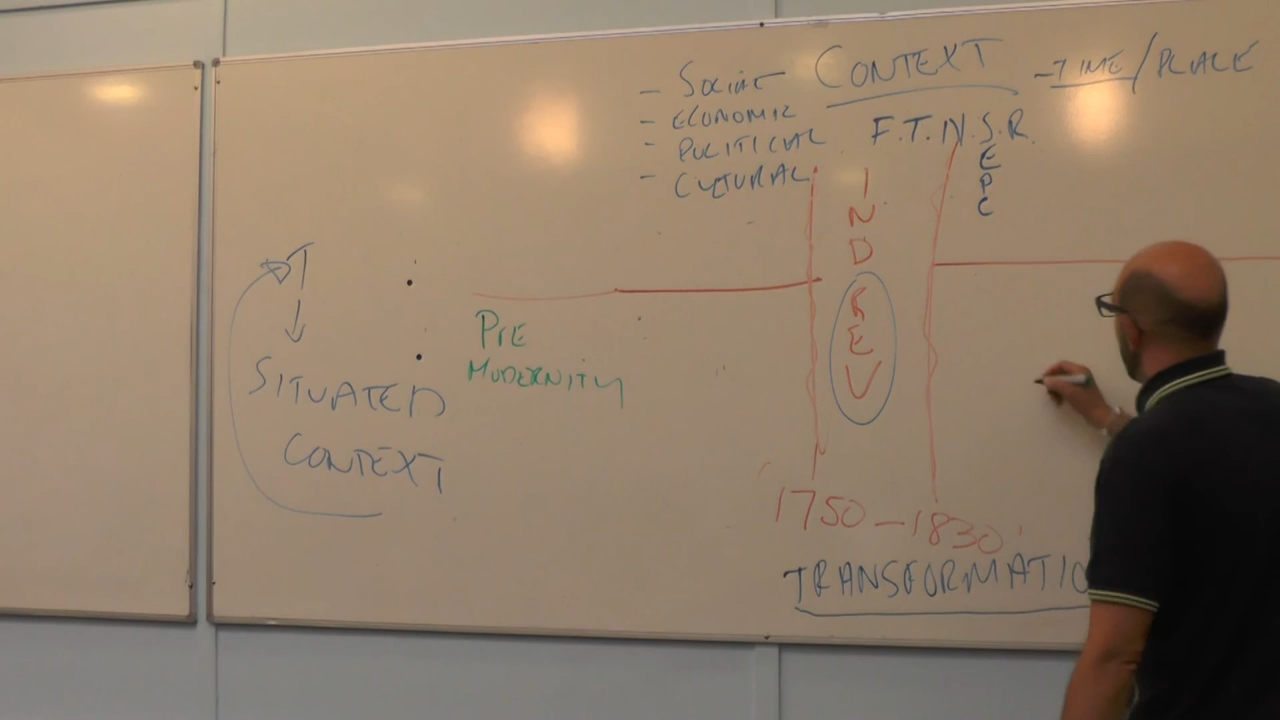 CONTEXT
- TIME/PLACE
- SOCIAL
- ECONOMIC
- POLITICAL
- CULTURAL
F.T.N.S.R.
E
P
C
I
N
D
R
E
V
T
SITUATED
CONTEXT
PRE
MODERNITY
1750-1830
TRANSFORMATIO